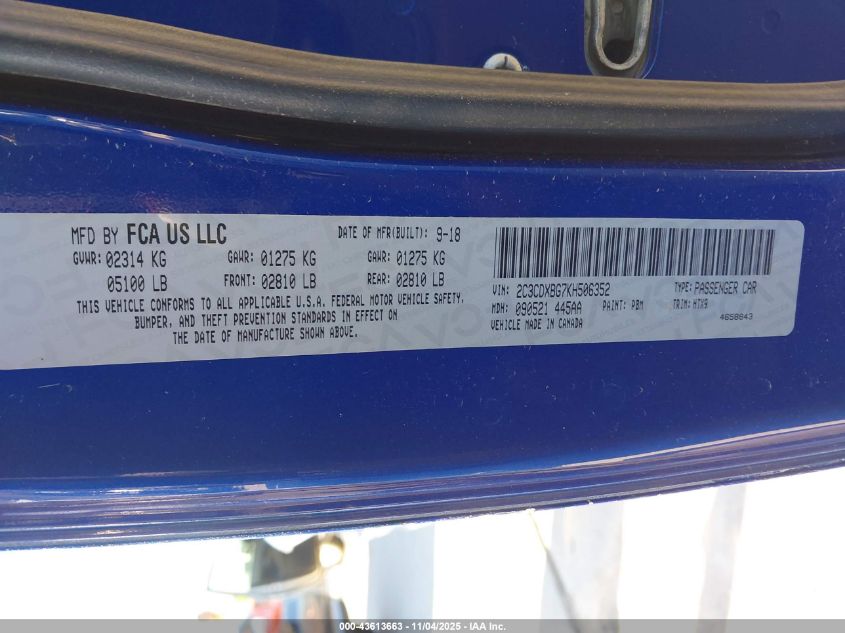 MFD BY FCA US LLC
DATE OF MFR(BUILT): 9-18
GVWR: 02314 KG GAWR: 01275 KG GAWR: 01275 KG
05100 LB FRONT: 02810 LB REAR: 02810 LB
THIS VEHICLE CONFORMS TO ALL APPLICABLE U.S.A. FEDERAL MOTOR VEHICLE SAFETY,
BUMPER, AND THEFT PREVENTION STANDARDS IN EFFECT ON
THE DATE OF MANUFACTURE SHOWN ABOVE.
VIN: 2C3CDXBG7KH506352 TYPE: PASSENGER CAR
MDH: 090521 445AA PAINT: PBM TRIM: HTX9
VEHICLE MADE IN CANADA 4658643
000-43613663 - 11/04/2025 - IAA Inc.